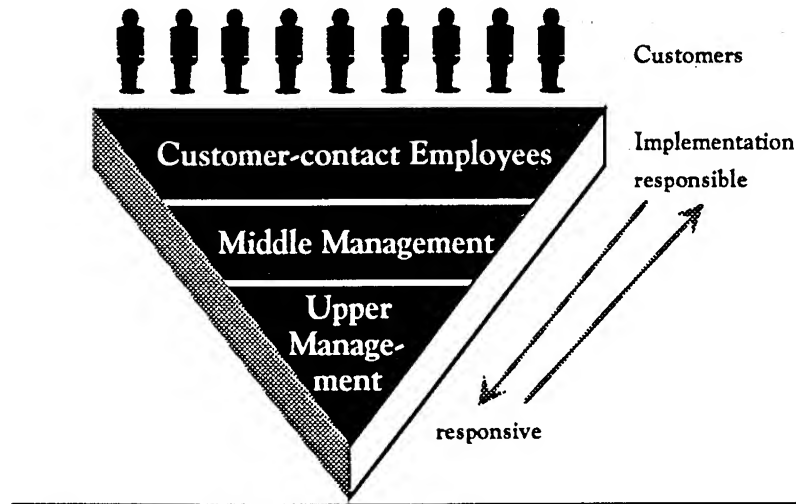 Customers
Customer-contact Employees
Implementation
responsible
Middle Management
Upper
Manage-
ment
responsive